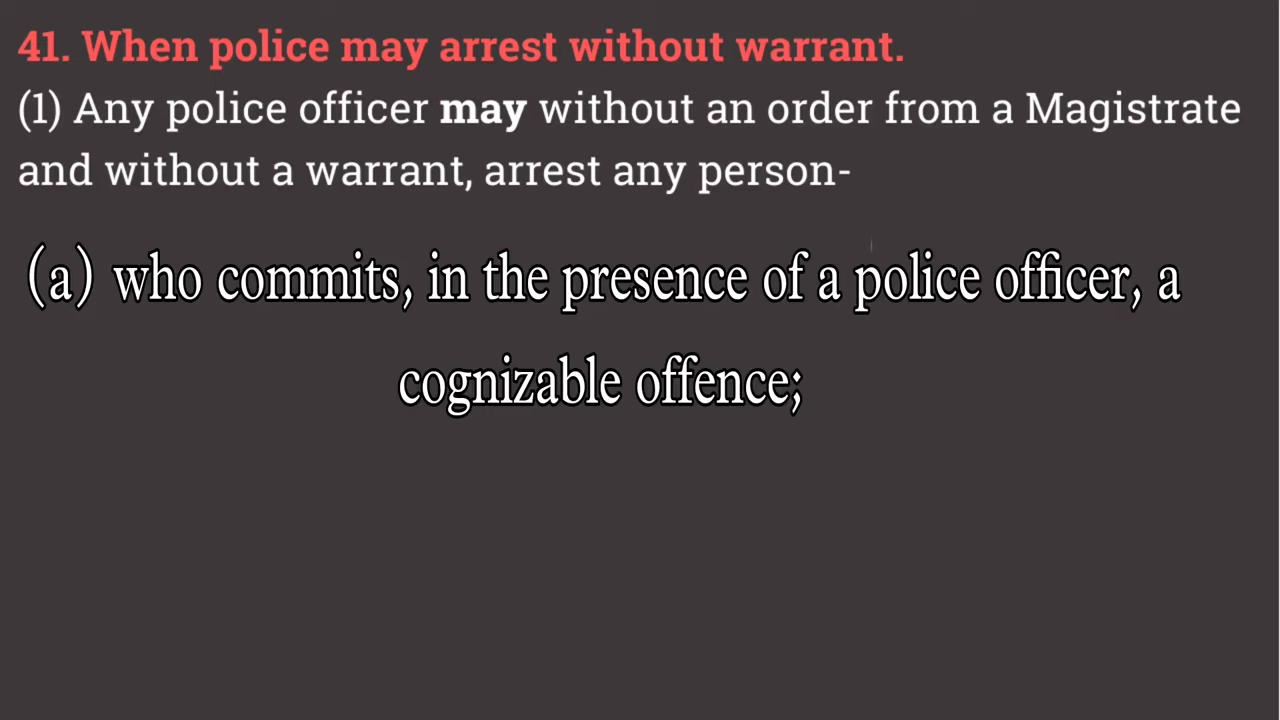 41. When police may arrest without warrant.
(1) Any police officer may without an order from a Magistrate
and without a warrant, arrest any person-
(a) who commits, in the presence of a police officer, a
cognizable offence;